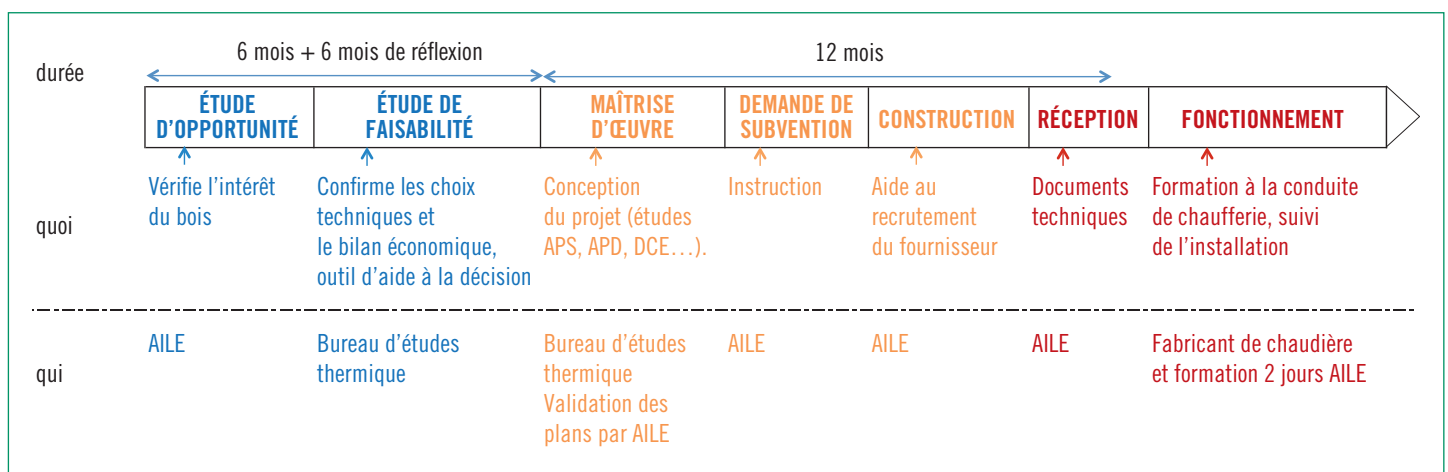 durée
6 mois + 6 mois de réflexion
12 mois
ÉTUDE
D'OPPORTUNITÉ
ÉTUDE DE
FAISABILITÉ
MAÎTRISE
D'ŒUVRE
DEMANDE DE
SUBVENTION
CONSTRUCTION
RÉCEPTION
FONCTIONNEMENT
quoi
Vérifie l'intérêt
du bois
Confirme les choix
techniques et
le bilan économique,
outil d'aide à la décision
Conception
du projet (études
APS, APD, DCE…).
Instruction
Aide au
recrutement
du fournisseur
Documents
techniques
Formation à la conduite
de chaufferie, suivi
de l'installation
qui
AILE
Bureau d'études
thermique
Bureau d'études
thermique
Validation des
plans par AILE
AILE
AILE
AILE
Fabricant de chaudière
et formation 2 jours AILE